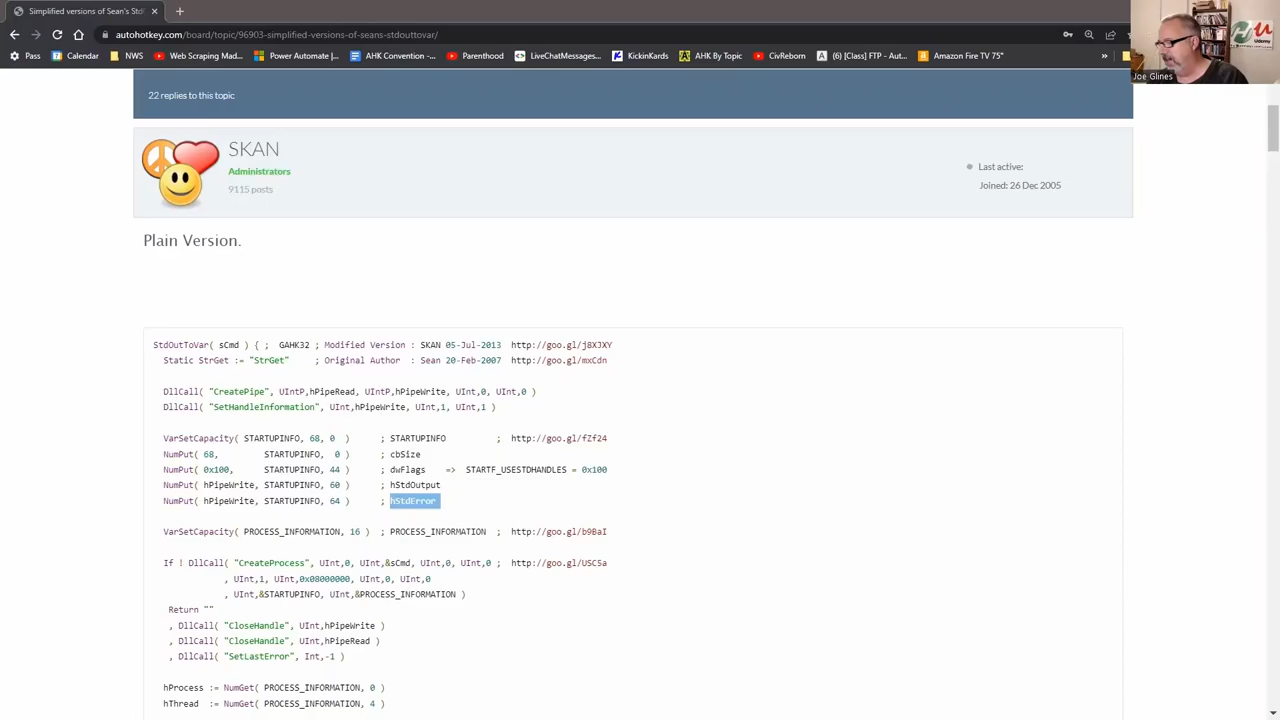 Simplified versions of Sean's Std
autohotkey.com/board/topic/96903-simplified-versions-of-seans-stdouttovar/
Pass
Calendar
NWS
Web Scraping Mad...
Power Automate |...
AHK Convention -...
Parenthood
LiveChatMessages...
KickinKards
AHK By Topic
CivReborn
(6) [Class] FTP - Aut...
Amazon Fire TV 75"
»
Hu
Udemy
Joe Glines
22 replies to this topic
SKAN
Administrators
9115 posts
Last active:
Joined: 26 Dec 2005
Plain Version.
StdOutToVar( sCmd ) { ;  GAHK32 ; Modified Version : SKAN 05-Jul-2013  http://goo.gl/j8XJXY
Static StrGet := "StrGet"     ; Original Author  : Sean 20-Feb-2007  http://goo.gl/mxCdn
DllCall( "CreatePipe", UIntP,hPipeRead, UIntP,hPipeWrite, UInt,0, UInt,0 )
DllCall( "SetHandleInformation", UInt,hPipeWrite, UInt,1, UInt,1 )
VarSetCapacity( STARTUPINFO, 68, 0  )      ; STARTUPINFO          ;  http://goo.gl/fZf24
NumPut( 68,         STARTUPINFO,  0 )      ; cbSize
NumPut( 0x100,      STARTUPINFO, 44 )      ; dwFlags    =>  STARTF_USESTDHANDLES = 0x100
NumPut( hPipeWrite, STARTUPINFO, 60 )      ; hStdOutput
NumPut( hPipeWrite, STARTUPINFO, 64 )      ; hStdError
VarSetCapacity( PROCESS_INFORMATION, 16 )  ; PROCESS_INFORMATION  ;  http://goo.gl/b9BaI
If ! DllCall( "CreateProcess", UInt,0, UInt,&sCmd, UInt,0, UInt,0 ;  http://goo.gl/USC5a
, UInt,1, UInt,0x08000000, UInt,0, UInt,0
, UInt,&STARTUPINFO, UInt,&PROCESS_INFORMATION )
Return ""
, DllCall( "CloseHandle", UInt,hPipeWrite )
, DllCall( "CloseHandle", UInt,hPipeRead )
, DllCall( "SetLastError", Int,-1 )
hProcess := NumGet( PROCESS_INFORMATION, 0 )
hThread  := NumGet( PROCESS_INFORMATION, 4 )